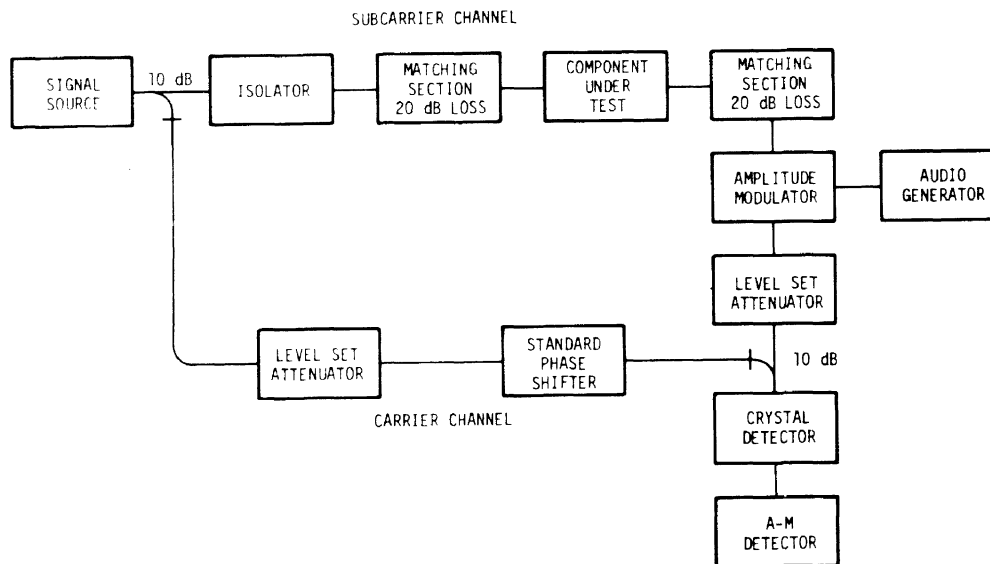 SUBCARRIER CHANNEL
SIGNAL
SOURCE
10 dB
ISOLATOR
MATCHING
SECTION
20 dB LOSS
COMPONENT
UNDER
TEST
MATCHING
SECTION
20 dB LOSS
AMPLITUDE
MODULATOR
AUDIO
GENERATOR
LEVEL SET
ATTENUATOR
LEVEL SET
ATTENUATOR
STANDARD
PHASE
SHIFTER
10 dB
CARRIER CHANNEL
CRYSTAL
DETECTOR
A-M
DETECTOR